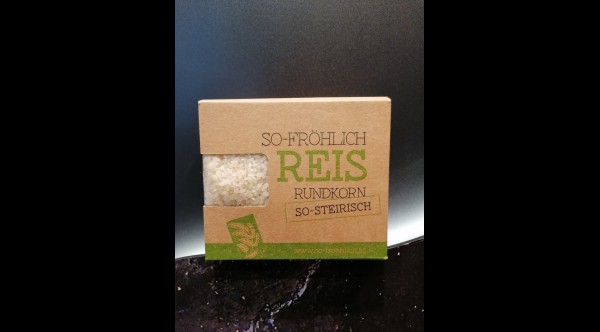 SO-FRÖHLICH
REIS
RUNDKORN
SO-STEIRISCH